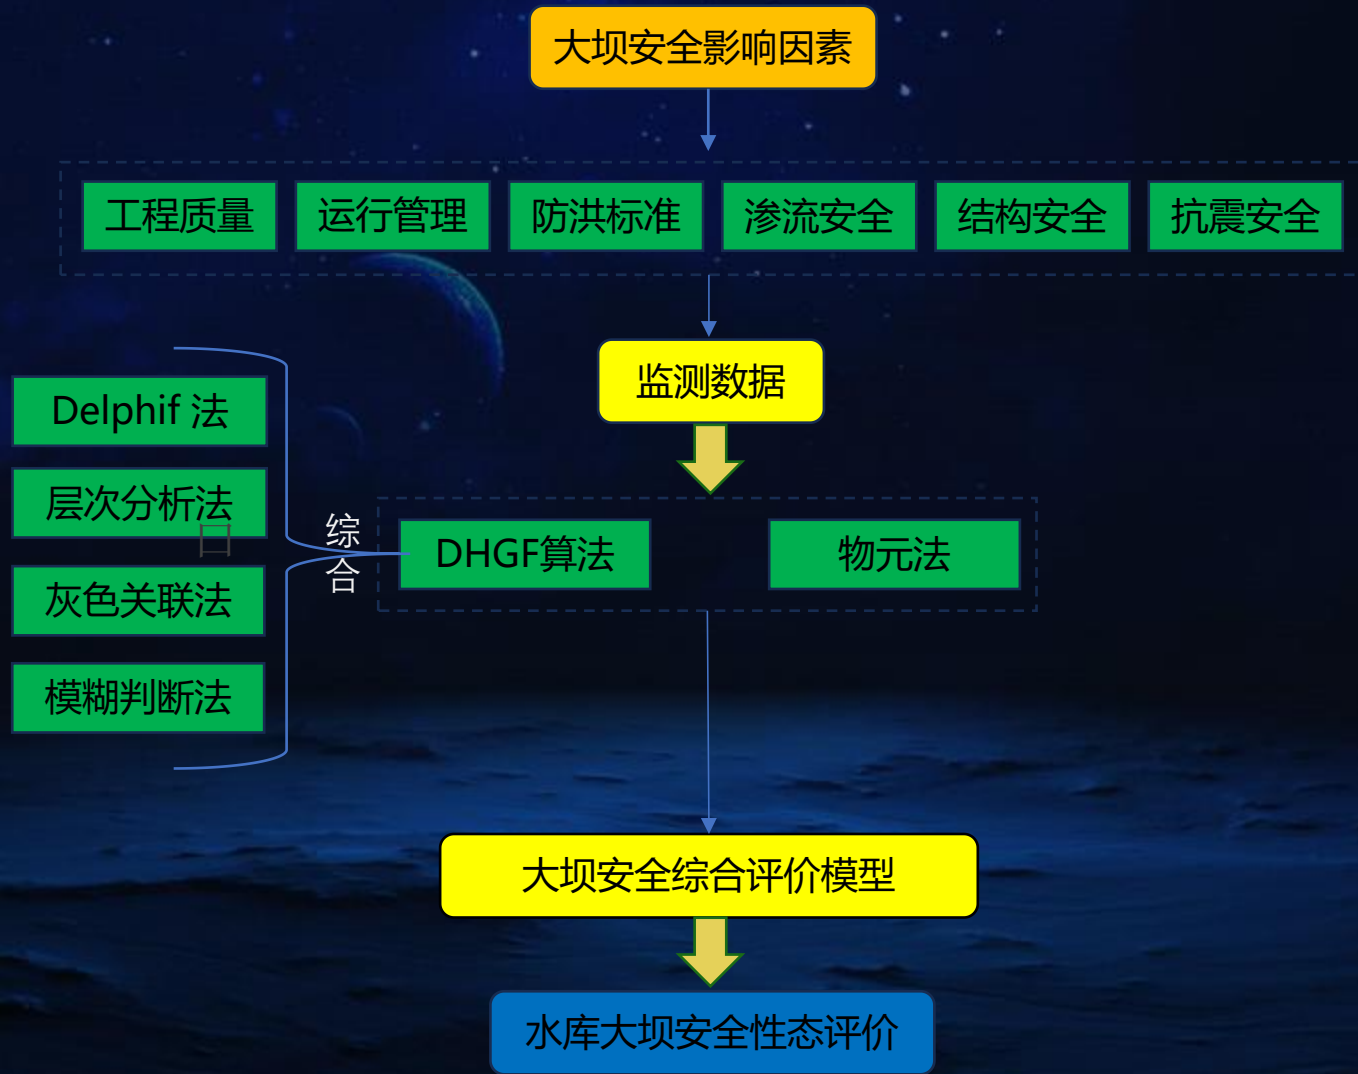 大坝安全影响因素
工程质量 运行管理 防洪标准 渗流安全 结构安全 抗震安全
监测数据
Delphif 法
层次分析法
灰色关联法
模糊判断法
综
合
DHGF算法 物元法
大坝安全综合评价模型
水库大坝安全性态评价